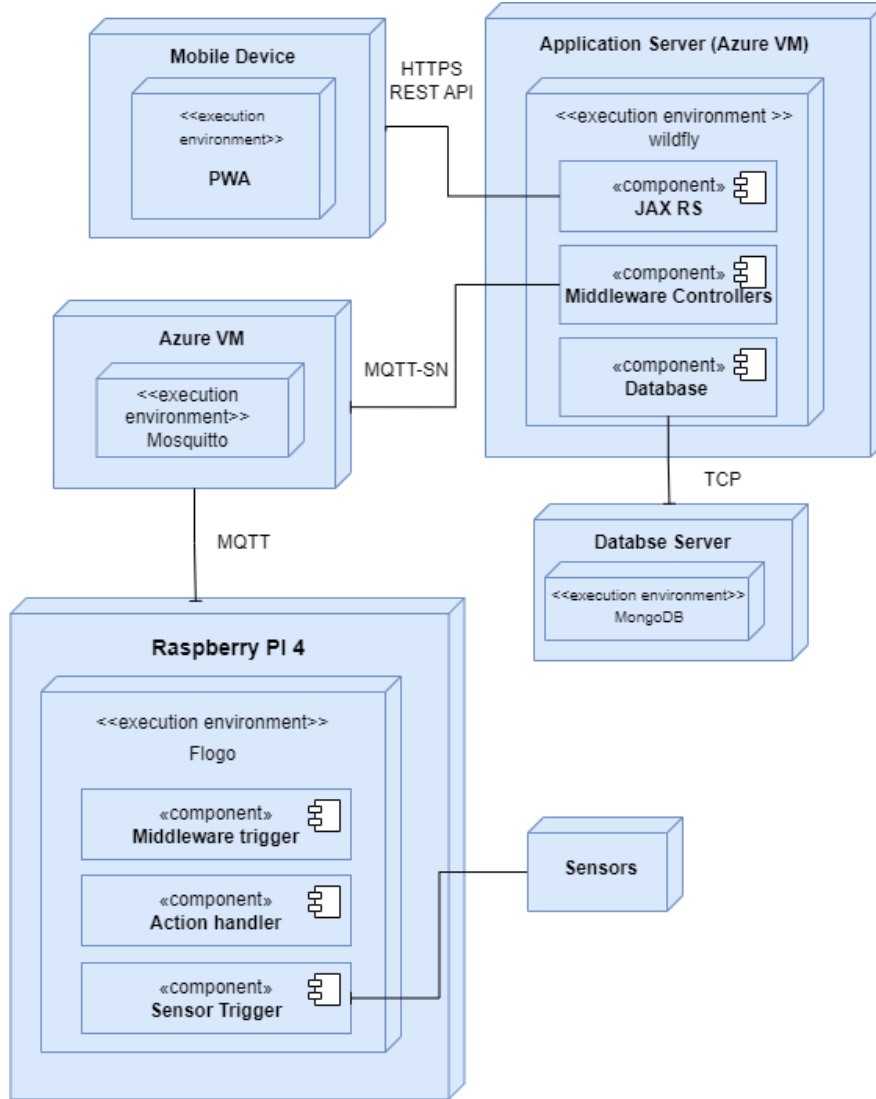 Mobile Device
<<execution
environment>>
PWA
HTTPS
REST API
Application Server (Azure VM)
<<execution environment >>
wildfly
«component»
JAX RS
«component»
Middleware Controllers
«component»
Database
Azure VM
<<execution
environment>>
Mosquitto
MQTT-SN
TCP
MQTT
Databse Server
<<execution environment>>
MongoDB
Raspberry PI 4
<<execution environment>>
Flogo
«component»
Middleware trigger
«component»
Action handler
«component»
Sensor Trigger
Sensors